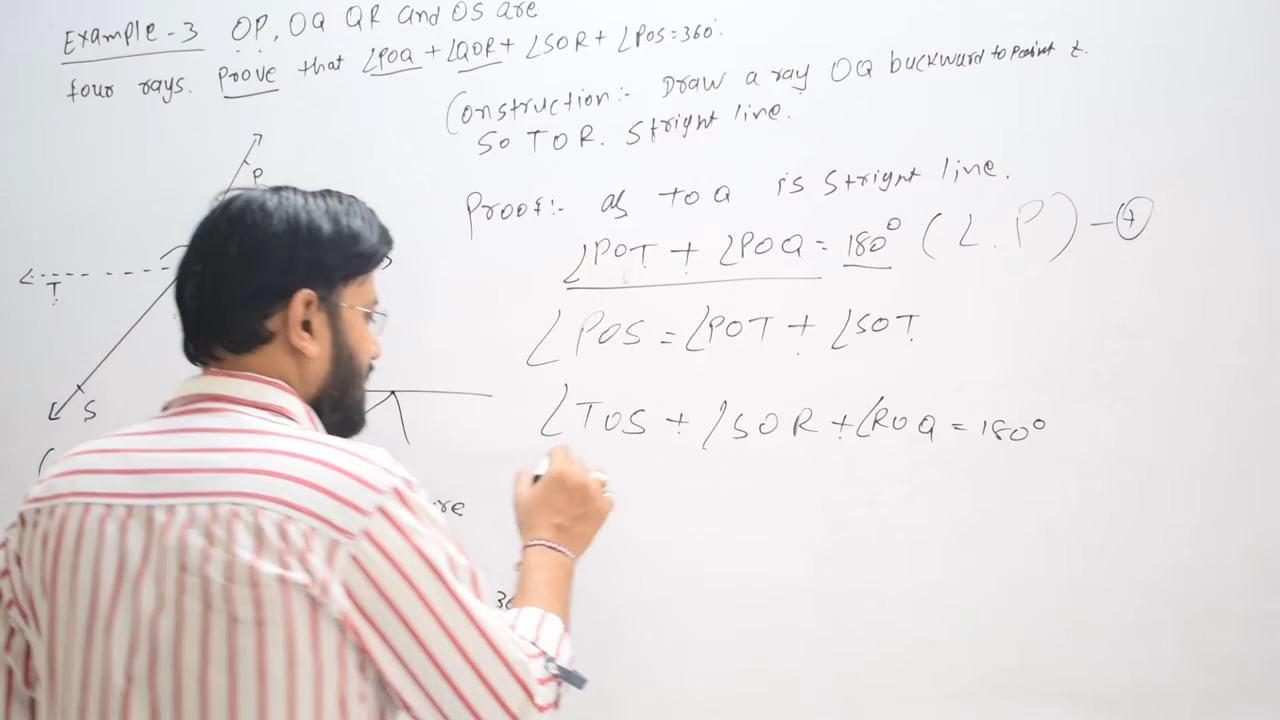 Example-3 OP, OQ QR and OS are
four rays. Prove that ∠POQ + ∠QOR + ∠SOR + ∠POS = 360°.
Construction:- Draw a ray OQ buckward to Point t.
So TOR. Stright line.
Proof:- as TOQ is Stright line.
∠POT + ∠POQ = 180° (L.P) -
∠POS = ∠POT + ∠SOT
∠TOS + ∠SOR + ∠ROQ = 180°
P
T
S
re